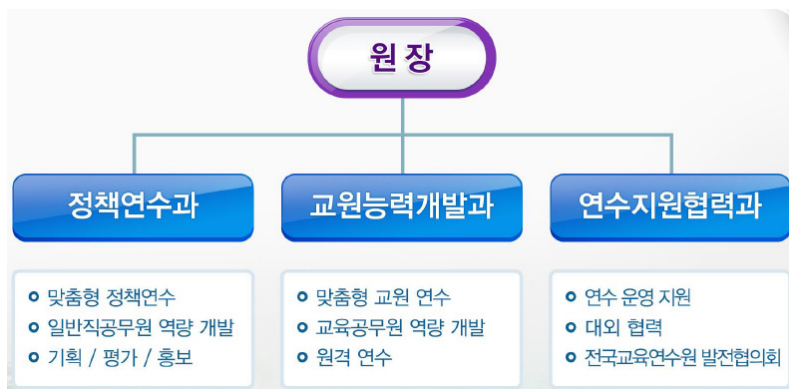 원장
정책연수과
교원능력개발과
연수지원협력과
맞춤형 정책연수
일반직공무원 역량 개발
기획 / 평가 / 홍보
맞춤형 교원 연수
교육공무원 역량 개발
원격 연수
연수 운영 지원
대외 협력
전국교육연수원 발전협의회